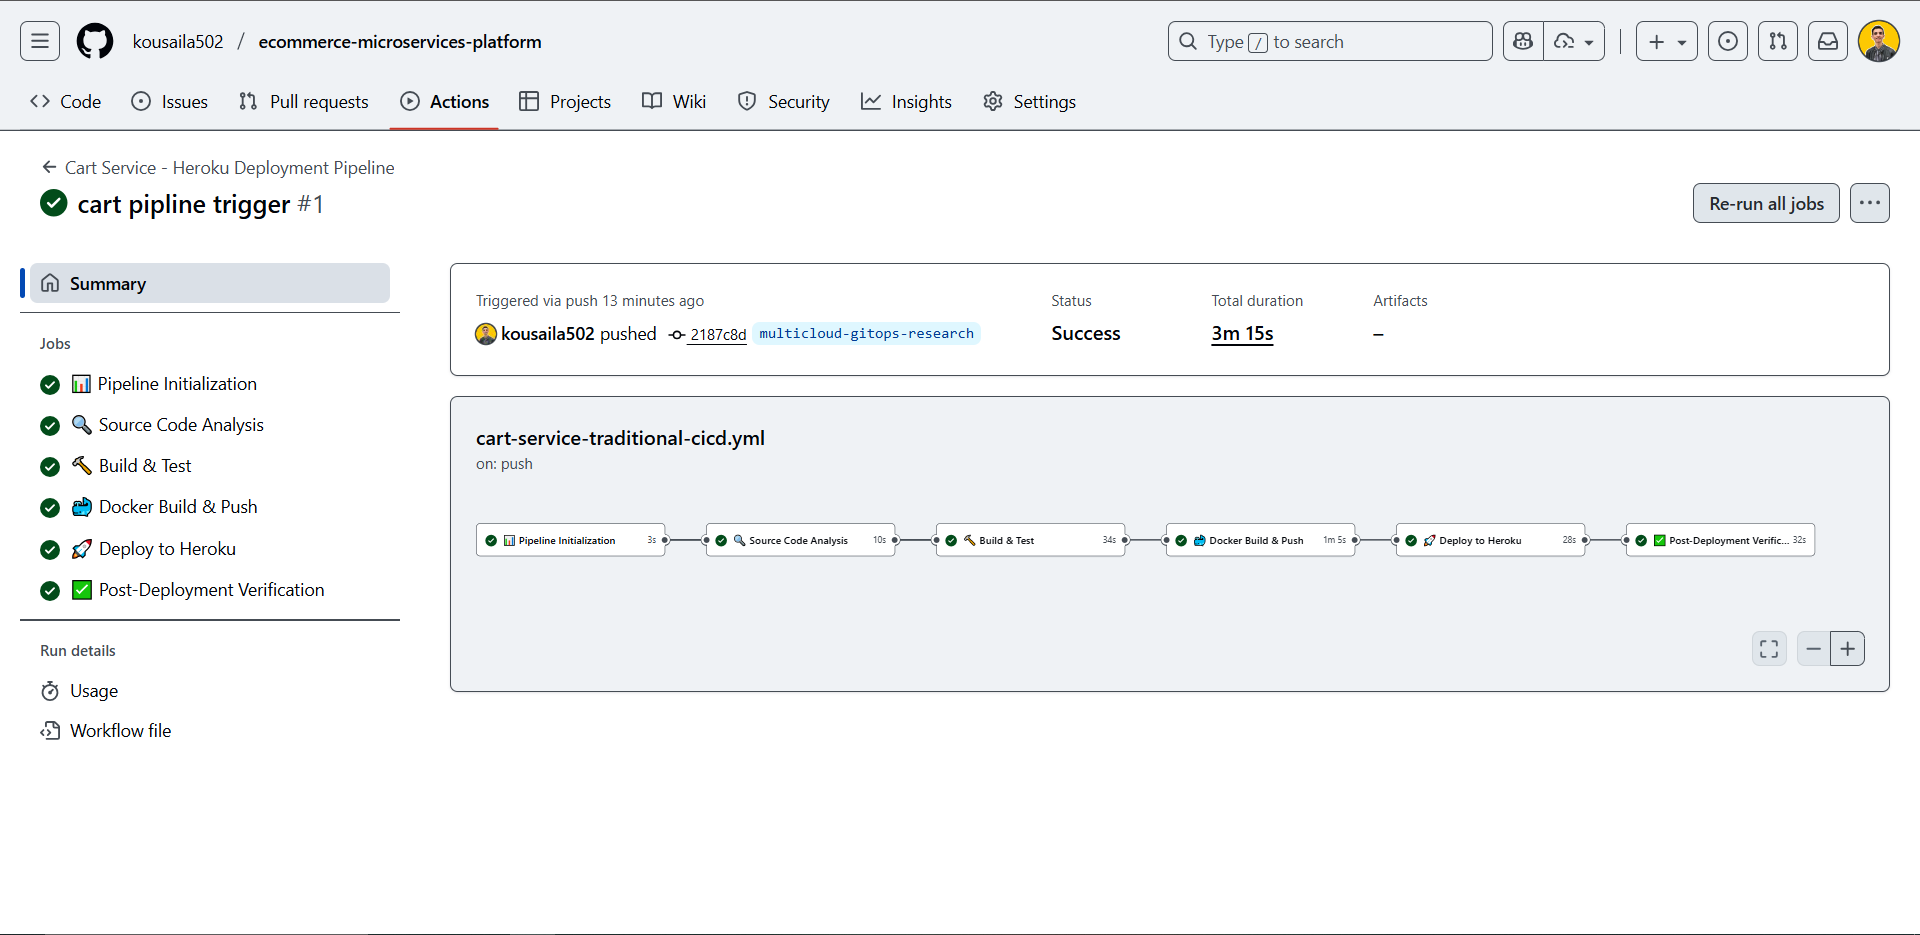 kousaila502 / ecommerce-microservices-platform
Type / to search
Code
Issues
Pull requests
Actions
Projects
Wiki
Security
Insights
Settings
Cart Service - Heroku Deployment Pipeline
cart pipline trigger #1
Re-run all jobs
Summary
Jobs
Pipeline Initialization
Source Code Analysis
Build & Test
Docker Build & Push
Deploy to Heroku
Post-Deployment Verification
Run details
Usage
Workflow file
Triggered via push 13 minutes ago
kousaila502 pushed 2187c8d multicloud-gitops-research
Status
Success
Total duration
3m 15s
Artifacts
–
cart-service-traditional-cicd.yml
on: push
Pipeline Initialization 3s
Source Code Analysis 10s
Build & Test 34s
Docker Build & Push 1m 5s
Deploy to Heroku 28s
Post-Deployment Verific... 32s